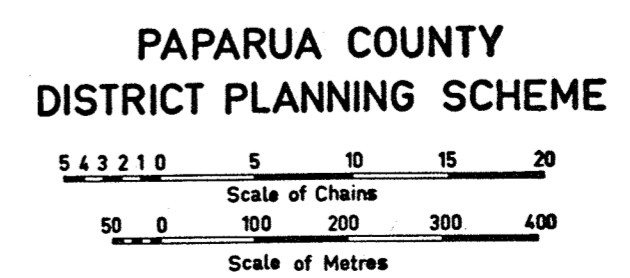 PAPARUA COUNTY
DISTRICT PLANNING SCHEME
5 4 3 2 1 0 5 10 15 20
Scale of Chains
50 0 100 200 300 400
Scale of Metres